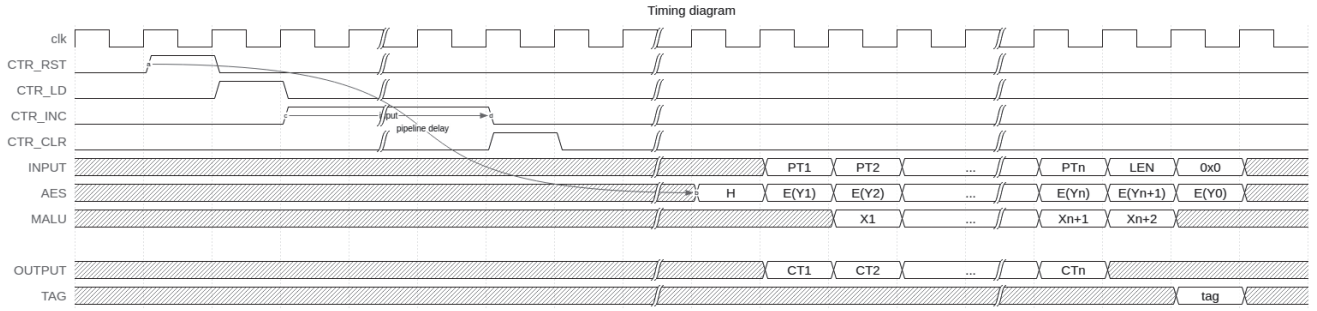 Timing diagram
clk
CTR_RST a
CTR_LD
CTR_INC c input d
CTR_CLR pipeline delay
INPUT PT1 PT2 ... PTn LEN 0x0
AES b H E(Y1) E(Y2) ... E(Yn) E(Yn+1) E(Y0)
MALU X1 ... Xn+1 Xn+2
OUTPUT CT1 CT2 ... CTn
TAG tag